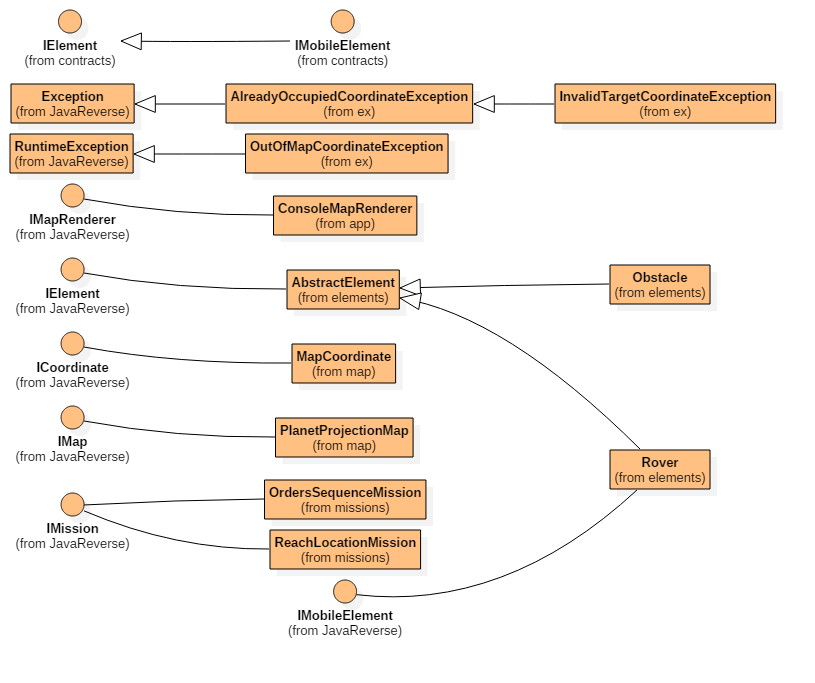 IElement
(from contracts)
IMobileElement
(from contracts)
Exception
(from JavaReverse)
AlreadyOccupiedCoordinateException
(from ex)
InvalidTargetCoordinateException
(from ex)
RuntimeException
(from JavaReverse)
OutOfMapCoordinateException
(from ex)
IMapRenderer
(from JavaReverse)
ConsoleMapRenderer
(from app)
IElement
(from JavaReverse)
AbstractElement
(from elements)
Obstacle
(from elements)
ICoordinate
(from JavaReverse)
MapCoordinate
(from map)
IMap
(from JavaReverse)
PlanetProjectionMap
(from map)
Rover
(from elements)
IMission
(from JavaReverse)
OrdersSequenceMission
(from missions)
ReachLocationMission
(from missions)
IMobileElement
(from JavaReverse)